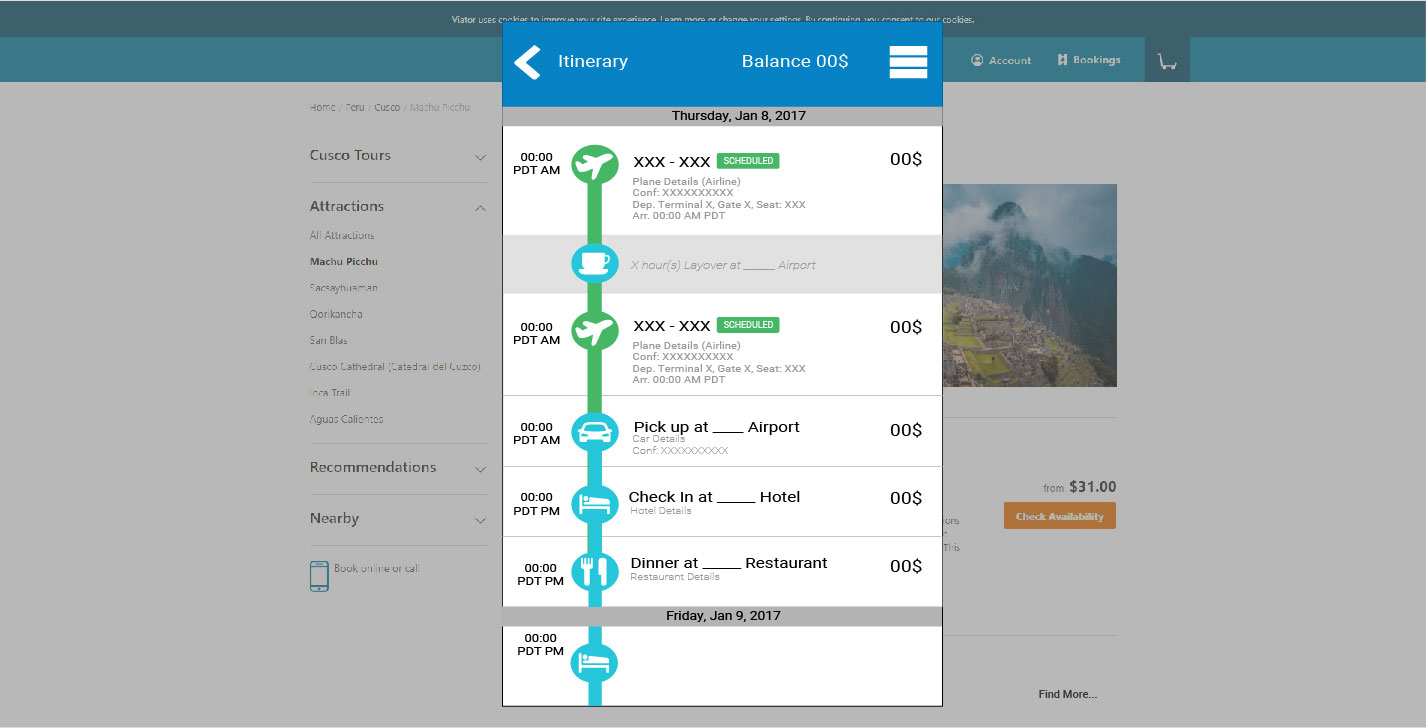 Viator uses cookies to improve your site experience. Learn more or change your settings. By continuing, you consent to our cookies.
Itinerary
Balance 00$
Account
Bookings
Home / Peru / Cusco / Machu Picchu
Cusco Tours
Attractions
All Attractions
Machu Picchu
Sacsayhuaman
Qorikancha
San Blas
Cusco Cathedral (Catedral del Cuzco)
Inca Trail
Aguas Calientes
Recommendations
Nearby
Book online or call
Thursday, Jan 8, 2017
00:00
PDT AM
XXX - XXX SCHEDULED
00$
Plane Details (Airline)
Conf: XXXXXXXXXX
Dep. Terminal X, Gate X, Seat: XXX
Arr. 00:00 AM PDT
X hour(s) Layover at _____ Airport
00:00
PDT AM
XXX - XXX SCHEDULED
00$
Plane Details (Airline)
Conf: XXXXXXXXXX
Dep. Terminal X, Gate X, Seat: XXX
Arr. 00:00 AM PDT
00:00
PDT AM
Pick up at ____ Airport
00$
Car Details
Conf: XXXXXXXXXX
00:00
PDT PM
Check In at _____ Hotel
00$
Hotel Details
00:00
PDT PM
Dinner at _____ Restaurant
00$
Restaurant Details
Friday, Jan 9, 2017
00:00
PDT PM
from $31.00
Check Availability
This
Find More...